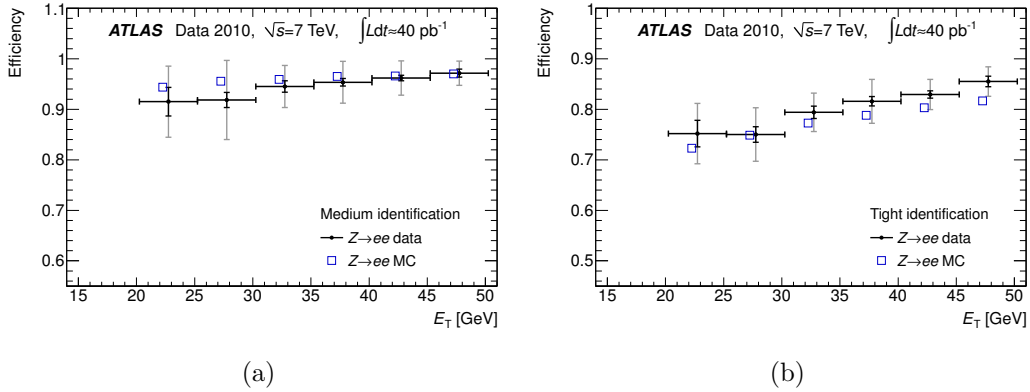 ATLAS Data 2010, √s=7 TeV, ∫Ldt≈40 pb⁻¹
Efficiency
1
0.9
0.8
0.7
0.6
Medium identification
Z→ee data
Z→ee MC
15 20 25 30 35 40 45 50
E_T [GeV]
(a)
ATLAS Data 2010, √s=7 TeV, ∫Ldt≈40 pb⁻¹
Efficiency
1
0.9
0.8
0.7
0.6
0.5
Tight identification
Z→ee data
Z→ee MC
15 20 25 30 35 40 45 50
E_T [GeV]
(b)